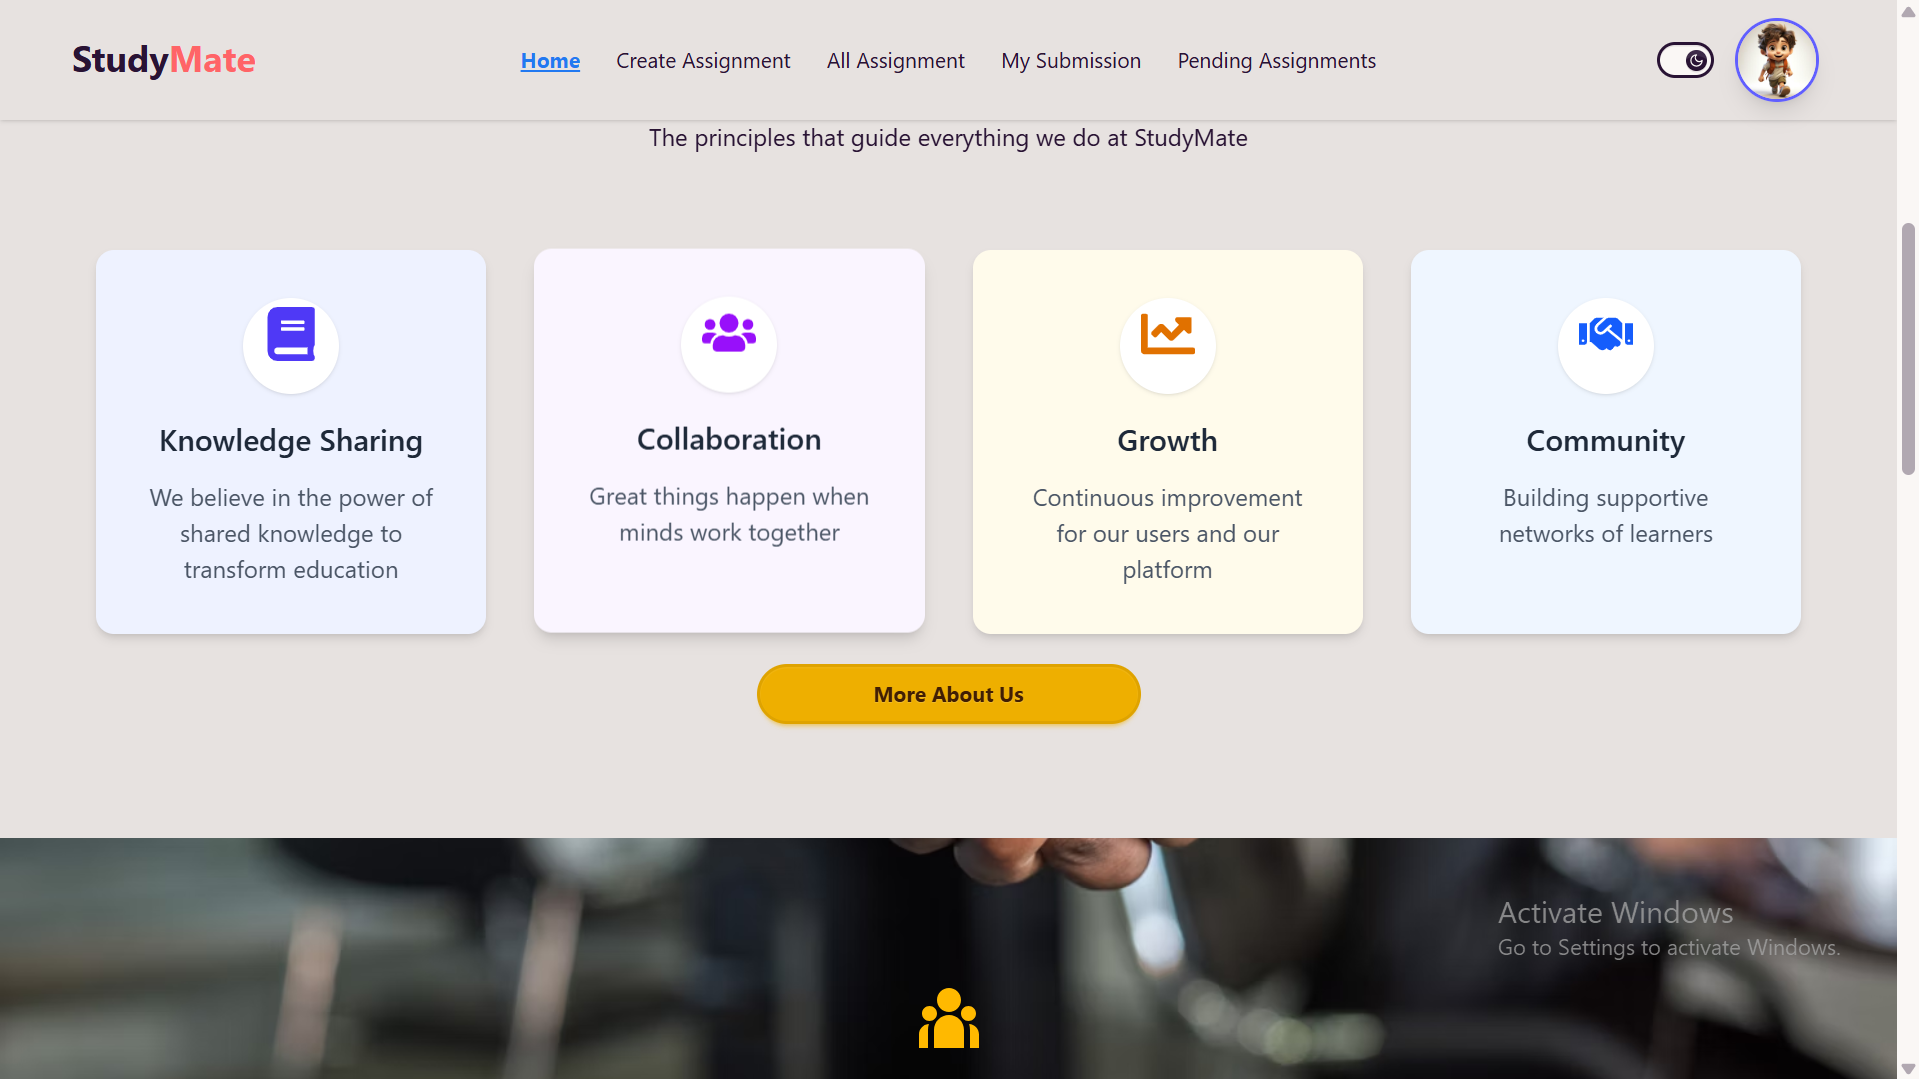 StudyMate
Home Create Assignment All Assignment My Submission Pending Assignments
The principles that guide everything we do at StudyMate
Knowledge Sharing
We believe in the power of
shared knowledge to
transform education
Collaboration
Great things happen when
minds work together
Growth
Continuous improvement
for our users and our
platform
Community
Building supportive
networks of learners
More About Us
Activate Windows
Go to Settings to activate Windows.